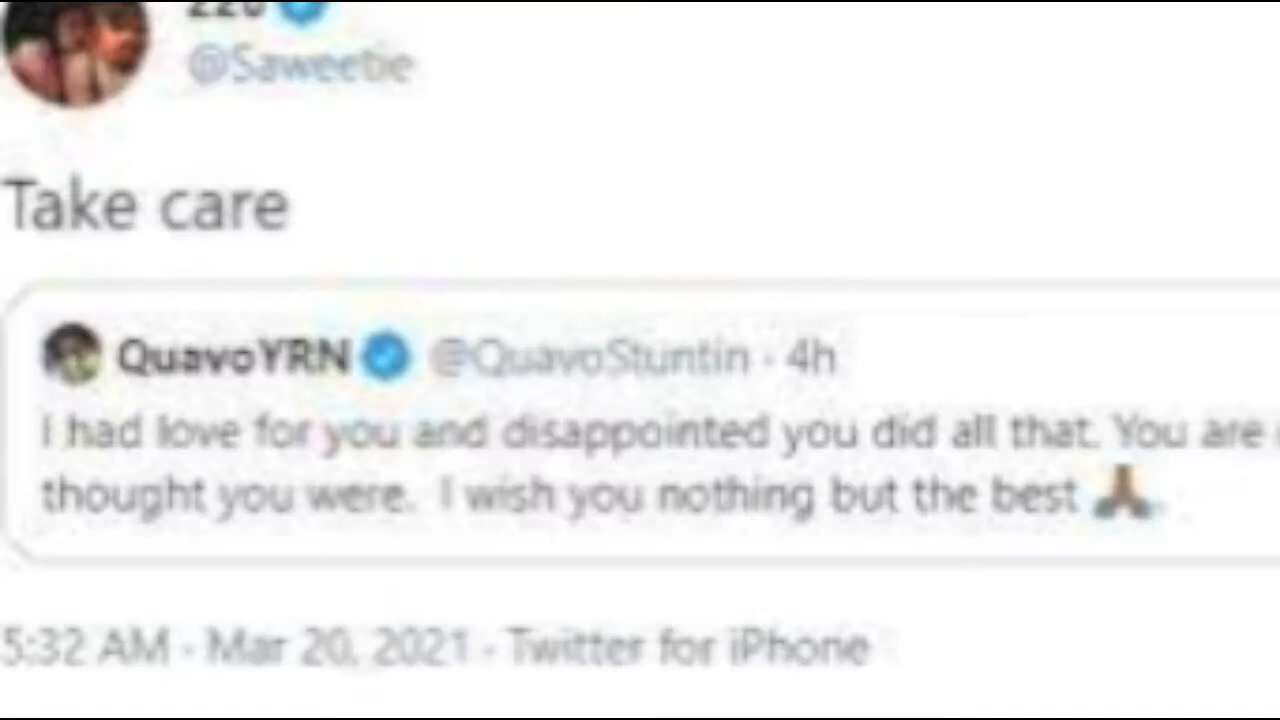 @Saweetie
Take care
QuavoYRN @QuavoStuntin · 4h
I had love for you and disappointed you did all that. You are
thought you were. I wish you nothing but the best 🙏🏾
5:32 AM · Mar 20, 2021 · Twitter for iPhone